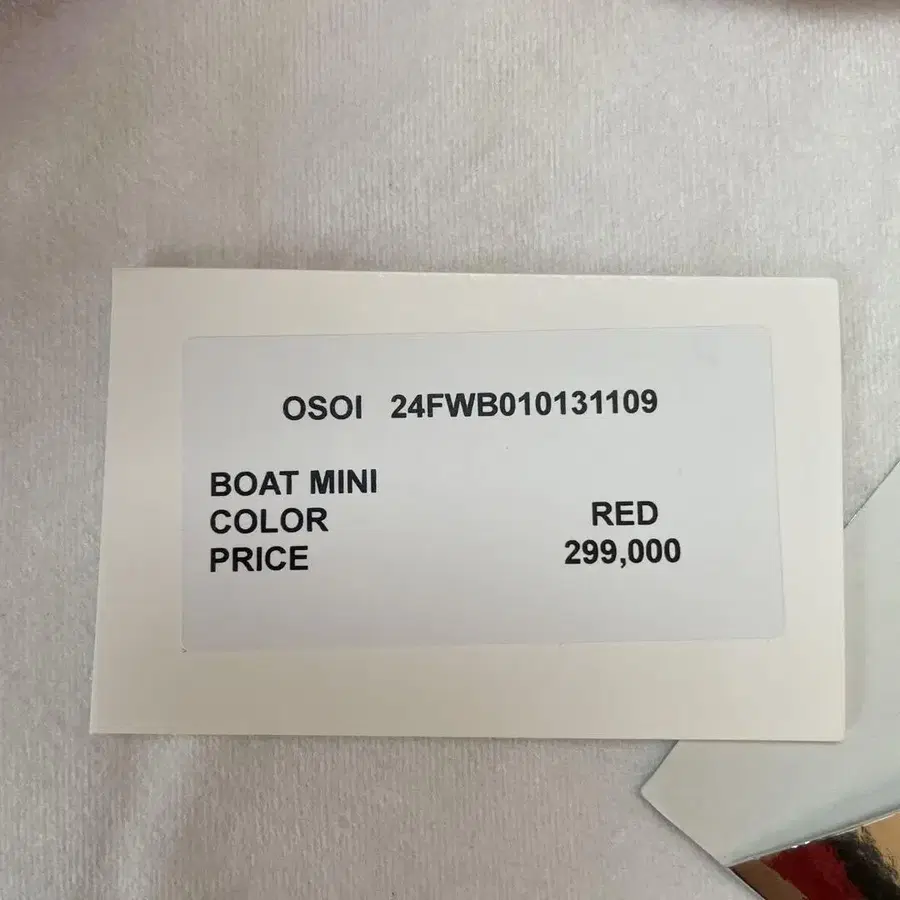 OSOI 24FWB010131109
BOAT MINI
COLOR RED
PRICE 299,000